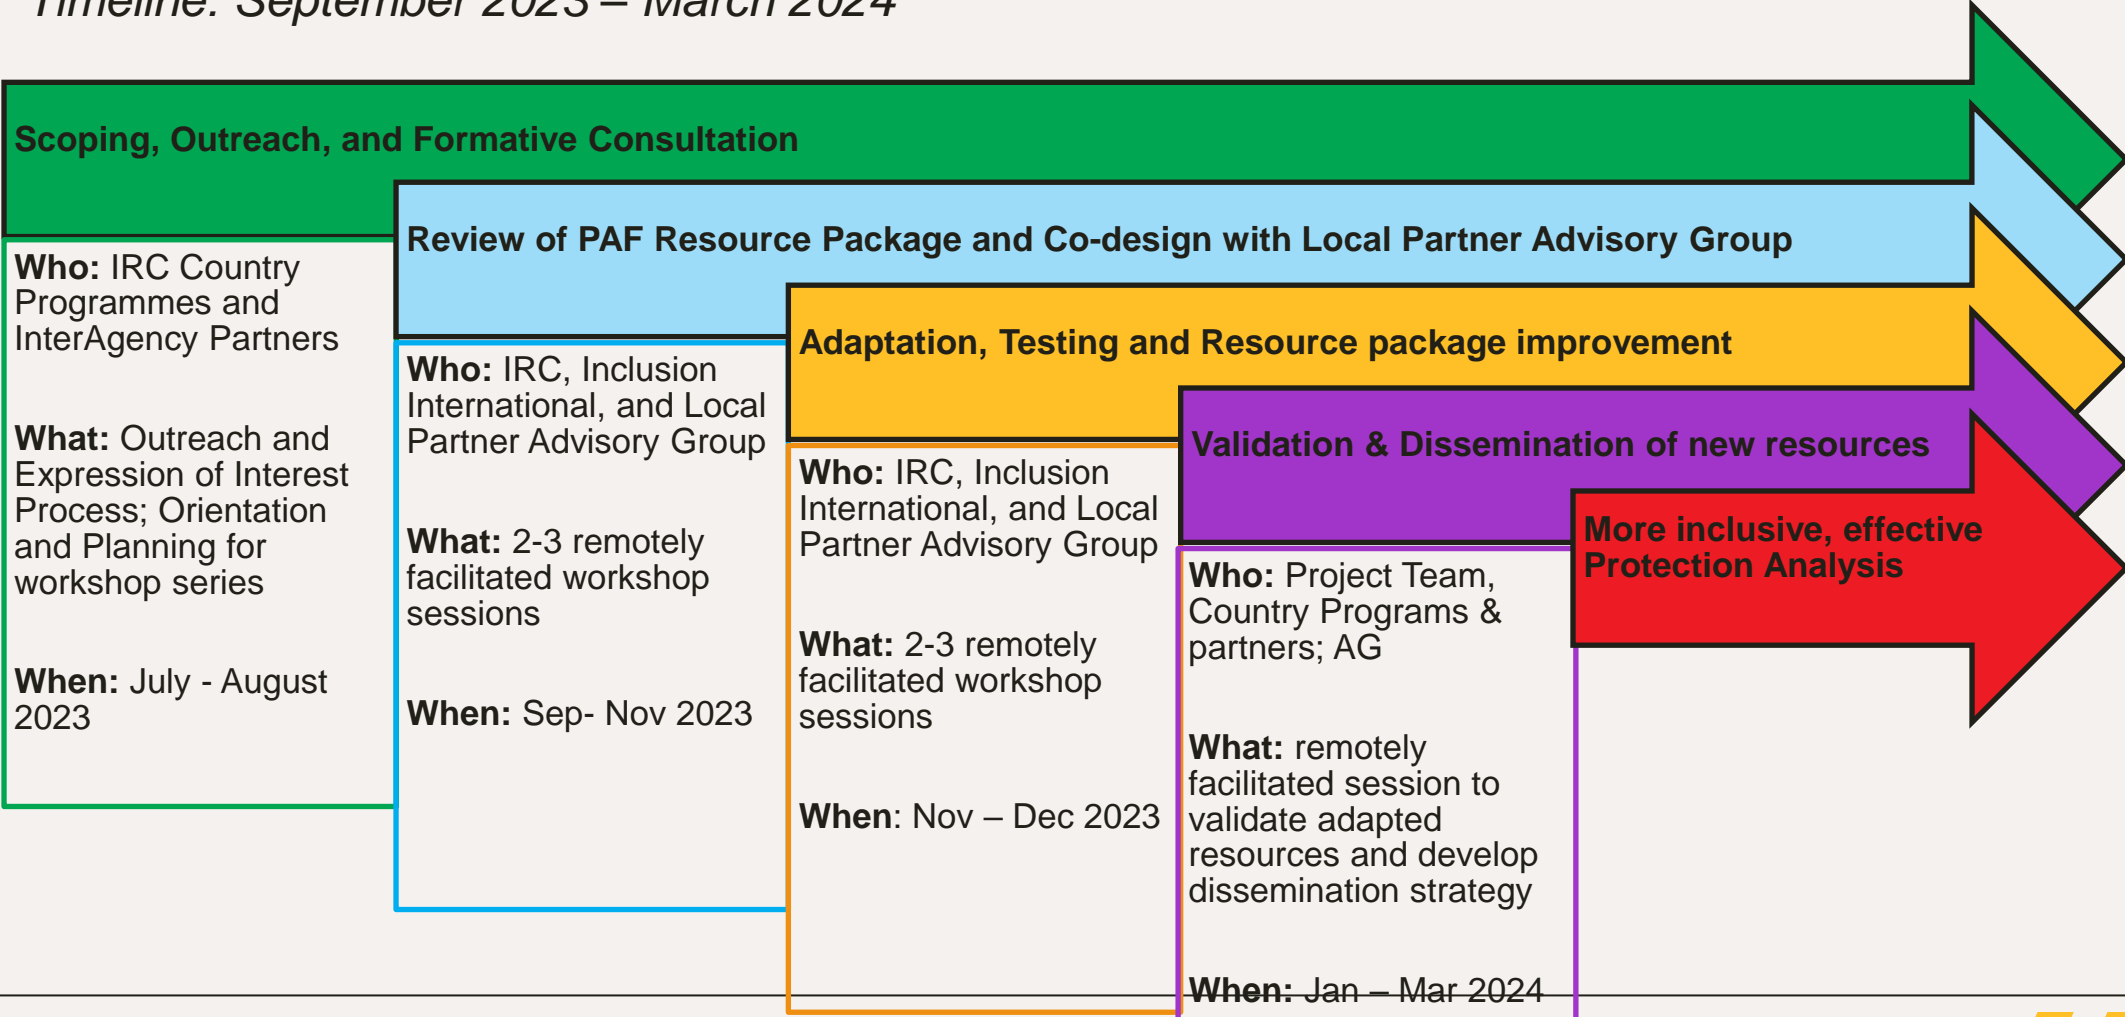 Timeline: September 2023 – March 2024
Scoping, Outreach, and Formative Consultation
Who: IRC Country
Programmes and
InterAgency Partners
What: Outreach and
Expression of Interest
Process; Orientation
and Planning for
workshop series
When: July - August
2023
Review of PAF Resource Package and Co-design with Local Partner Advisory Group
Who: IRC, Inclusion
International, and Local
Partner Advisory Group
What: 2-3 remotely
facilitated workshop
sessions
When: Sep- Nov 2023
Adaptation, Testing and Resource package improvement
Who: IRC, Inclusion
International, and Local
Partner Advisory Group
What: 2-3 remotely
facilitated workshop
sessions
When: Nov – Dec 2023
Validation & Dissemination of new resources
Who: Project Team,
Country Programs &
partners; AG
What: remotely
facilitated session to
validate adapted
resources and develop
dissemination strategy
When: Jan – Mar 2024
More inclusive, effective
Protection Analysis